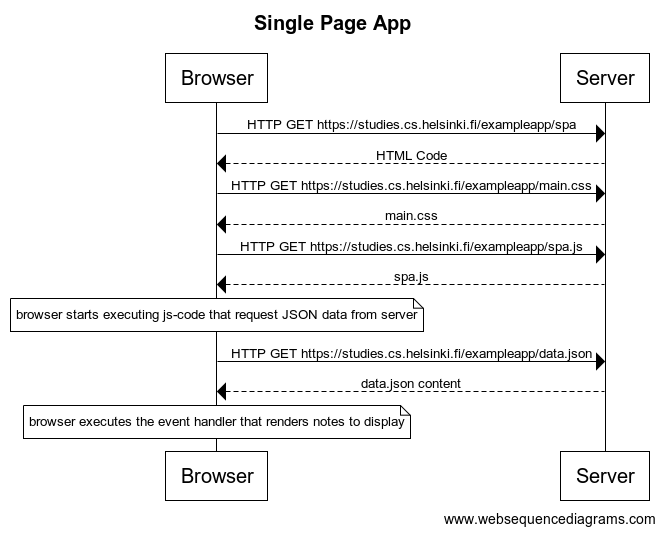 Single Page App
Browser
Server
HTTP GET https://studies.cs.helsinki.fi/exampleapp/spa
HTML Code
HTTP GET https://studies.cs.helsinki.fi/exampleapp/main.css
main.css
HTTP GET https://studies.cs.helsinki.fi/exampleapp/spa.js
spa.js
browser starts executing js-code that request JSON data from server
HTTP GET https://studies.cs.helsinki.fi/exampleapp/data.json
data.json content
browser executes the event handler that renders notes to display
Browser
Server
www.websequencediagrams.com